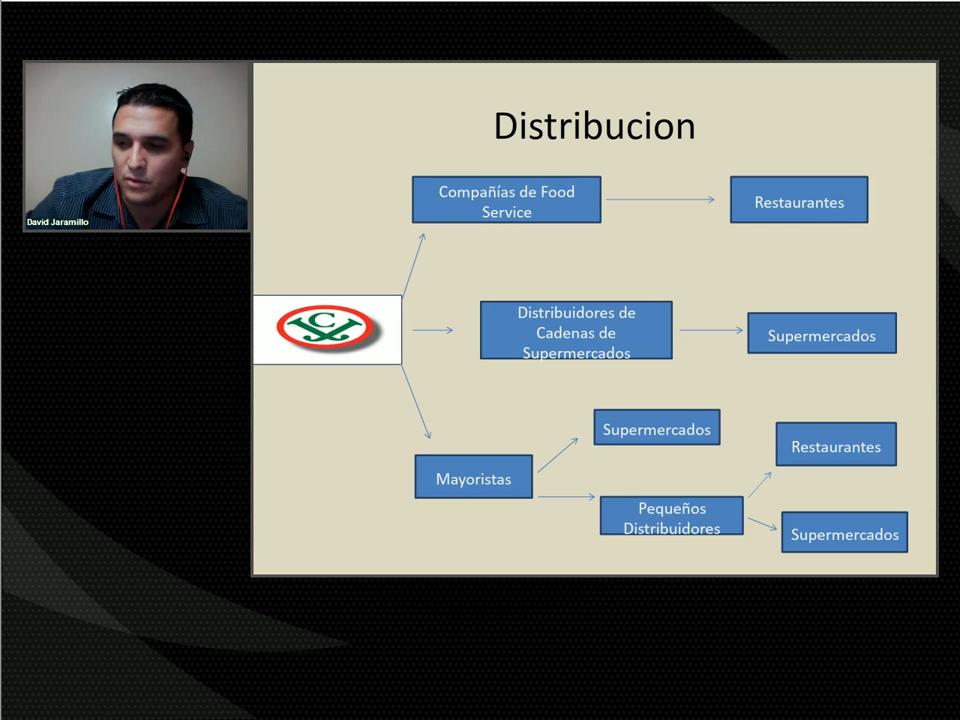 Distribucion
Compañías de Food
Service
Restaurantes
David Jaramillo
Distribuidores de
Cadenas de
Supermercados
Supermercados
Supermercados
Restaurantes
Mayoristas
Pequeños
Distribuidores
Supermercados